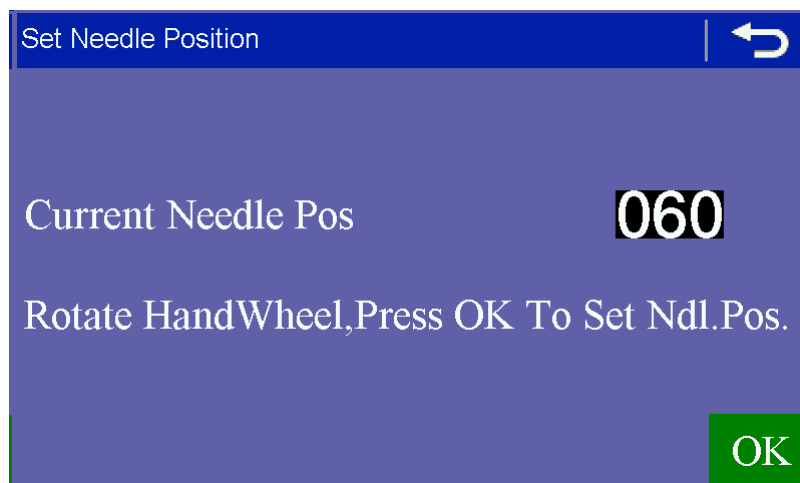 Set Needle Position
Current Needle Pos 060
Rotate HandWheel,Press OK To Set Ndl.Pos.
OK